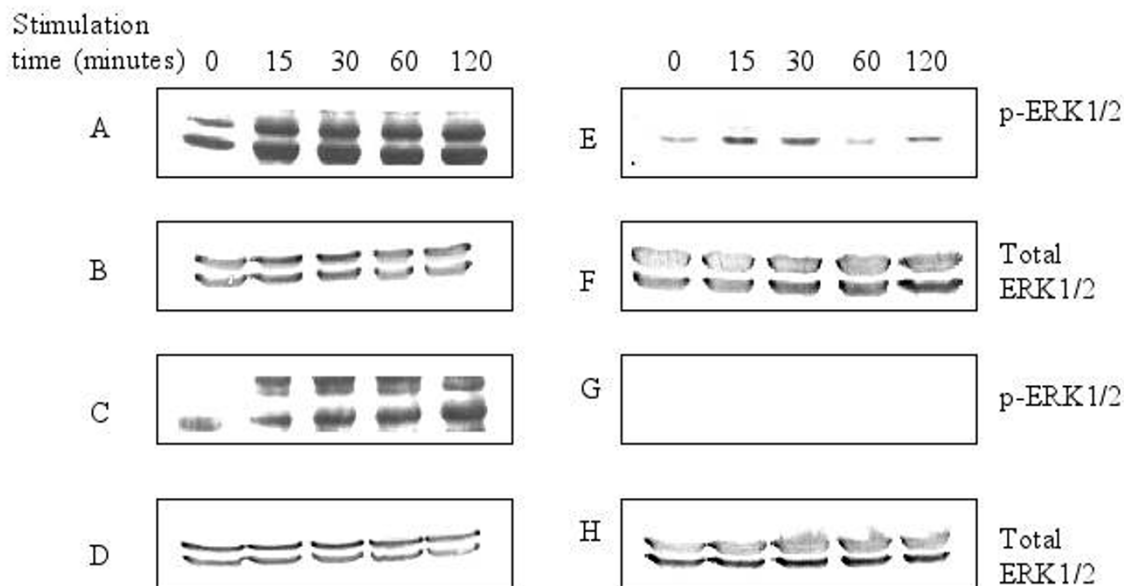 Stimulation
time (minutes) 0 15 30 60 120 0 15 30 60 120
A E p-ERK1/2
B F Total
ERK1/2
C G p-ERK1/2
D H Total
ERK1/2